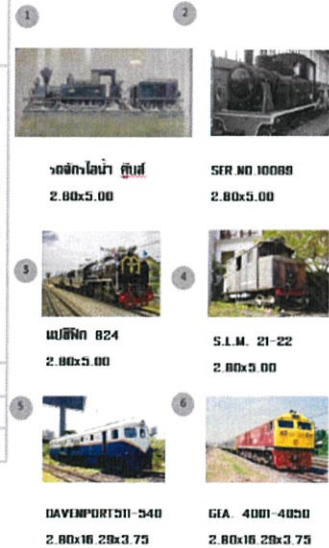 1
2
รถจักรไอน้ำ คุ๊บส์
2.80x5.00
SER.NO.10089
2.80x5.00
3
4
แปซิฟิก 824
2.80x5.00
S.L.M. 21-22
2.80x5.00
5
6
DAVENPORT511-540
2.80x16.29x3.75
GEA. 4001-4050
2.80x16.29x3.75